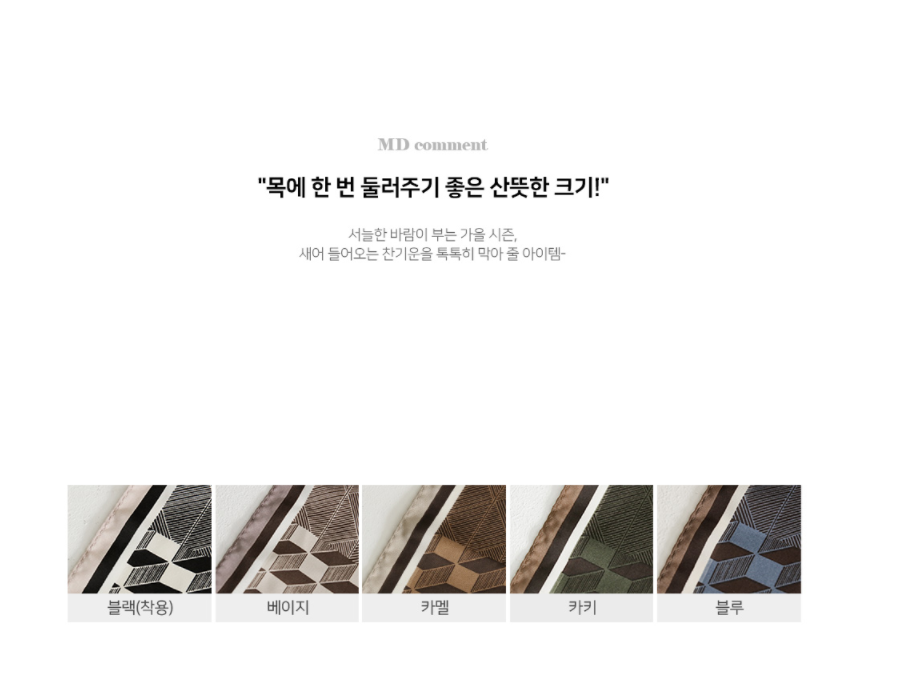 MD comment
"목에 한 번 둘러주기 좋은 산뜻한 크기!"
서늘한 바람이 부는 가을 시즌,
새어 들어오는 찬기운을 톡톡히 막아 줄 아이템-
블랙(착용)
베이지
카멜
카키
블루